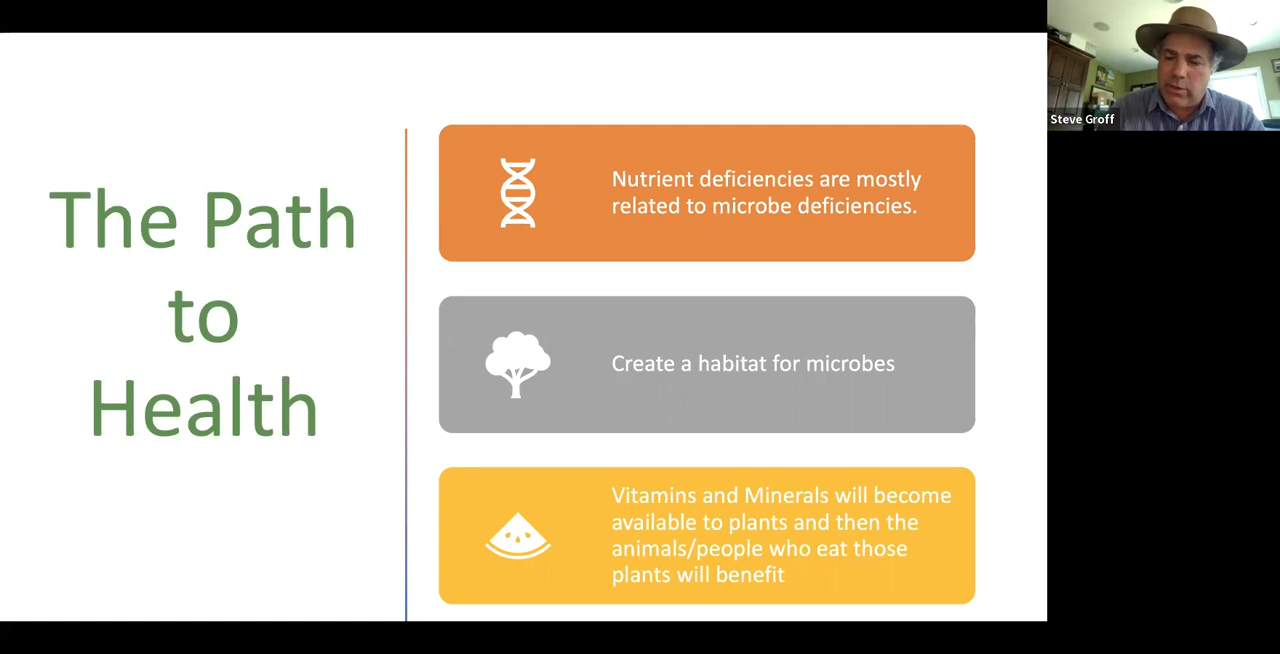 The Path
to
Health
Nutrient deficiencies are mostly
related to microbe deficiencies.
Create a habitat for microbes
Vitamins and Minerals will become
available to plants and then the
animals/people who eat those
plants will benefit
Steve Groff